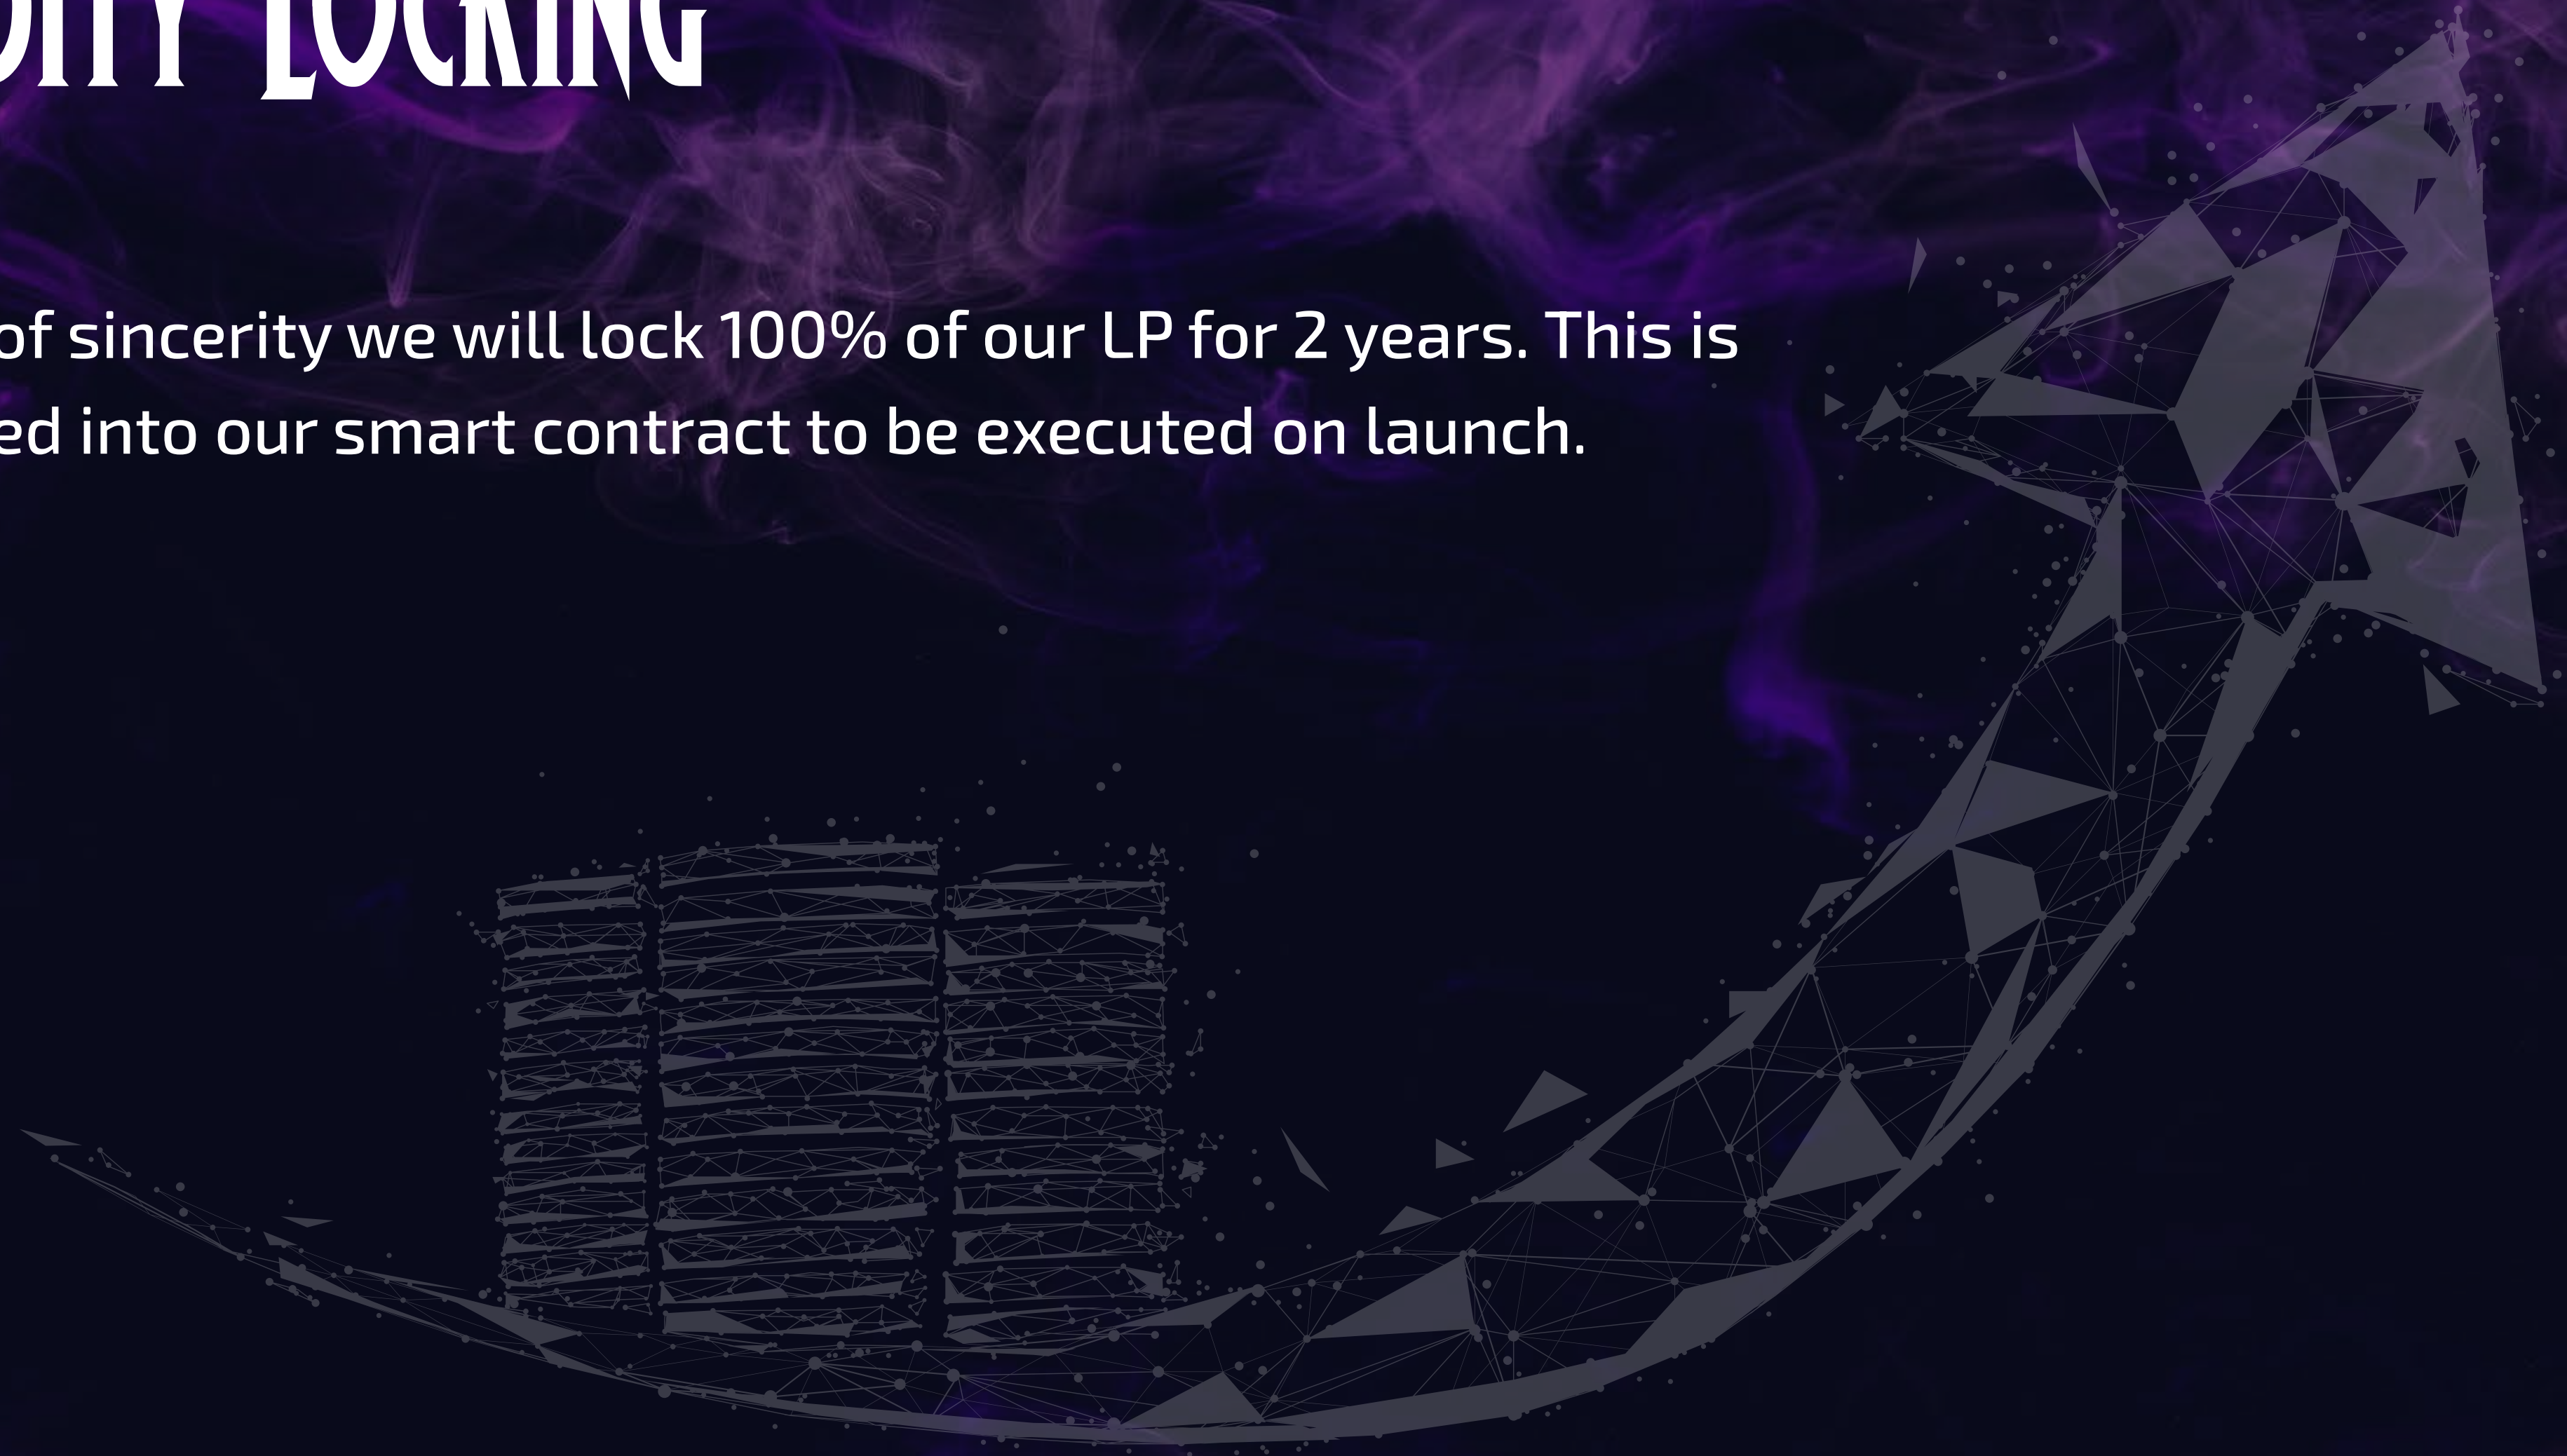 LOCKING
of sincerity we will lock 100% of our LP for 2 years. This is
ed into our smart contract to be executed on launch.